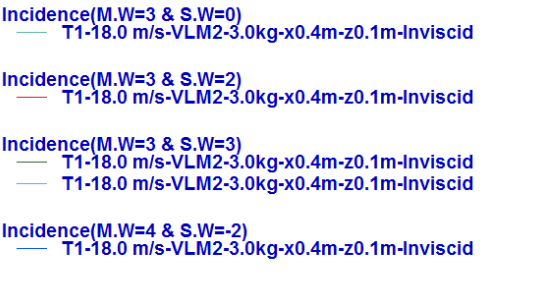 Incidence(M.W=3 & S.W=0)
T1-18.0 m/s-VLM2-3.0kg-x0.4m-z0.1m-Inviscid
Incidence(M.W=3 & S.W=2)
T1-18.0 m/s-VLM2-3.0kg-x0.4m-z0.1m-Inviscid
Incidence(M.W=3 & S.W=3)
T1-18.0 m/s-VLM2-3.0kg-x0.4m-z0.1m-Inviscid
T1-18.0 m/s-VLM2-3.0kg-x0.4m-z0.1m-Inviscid
Incidence(M.W=4 & S.W=-2)
T1-18.0 m/s-VLM2-3.0kg-x0.4m-z0.1m-Inviscid